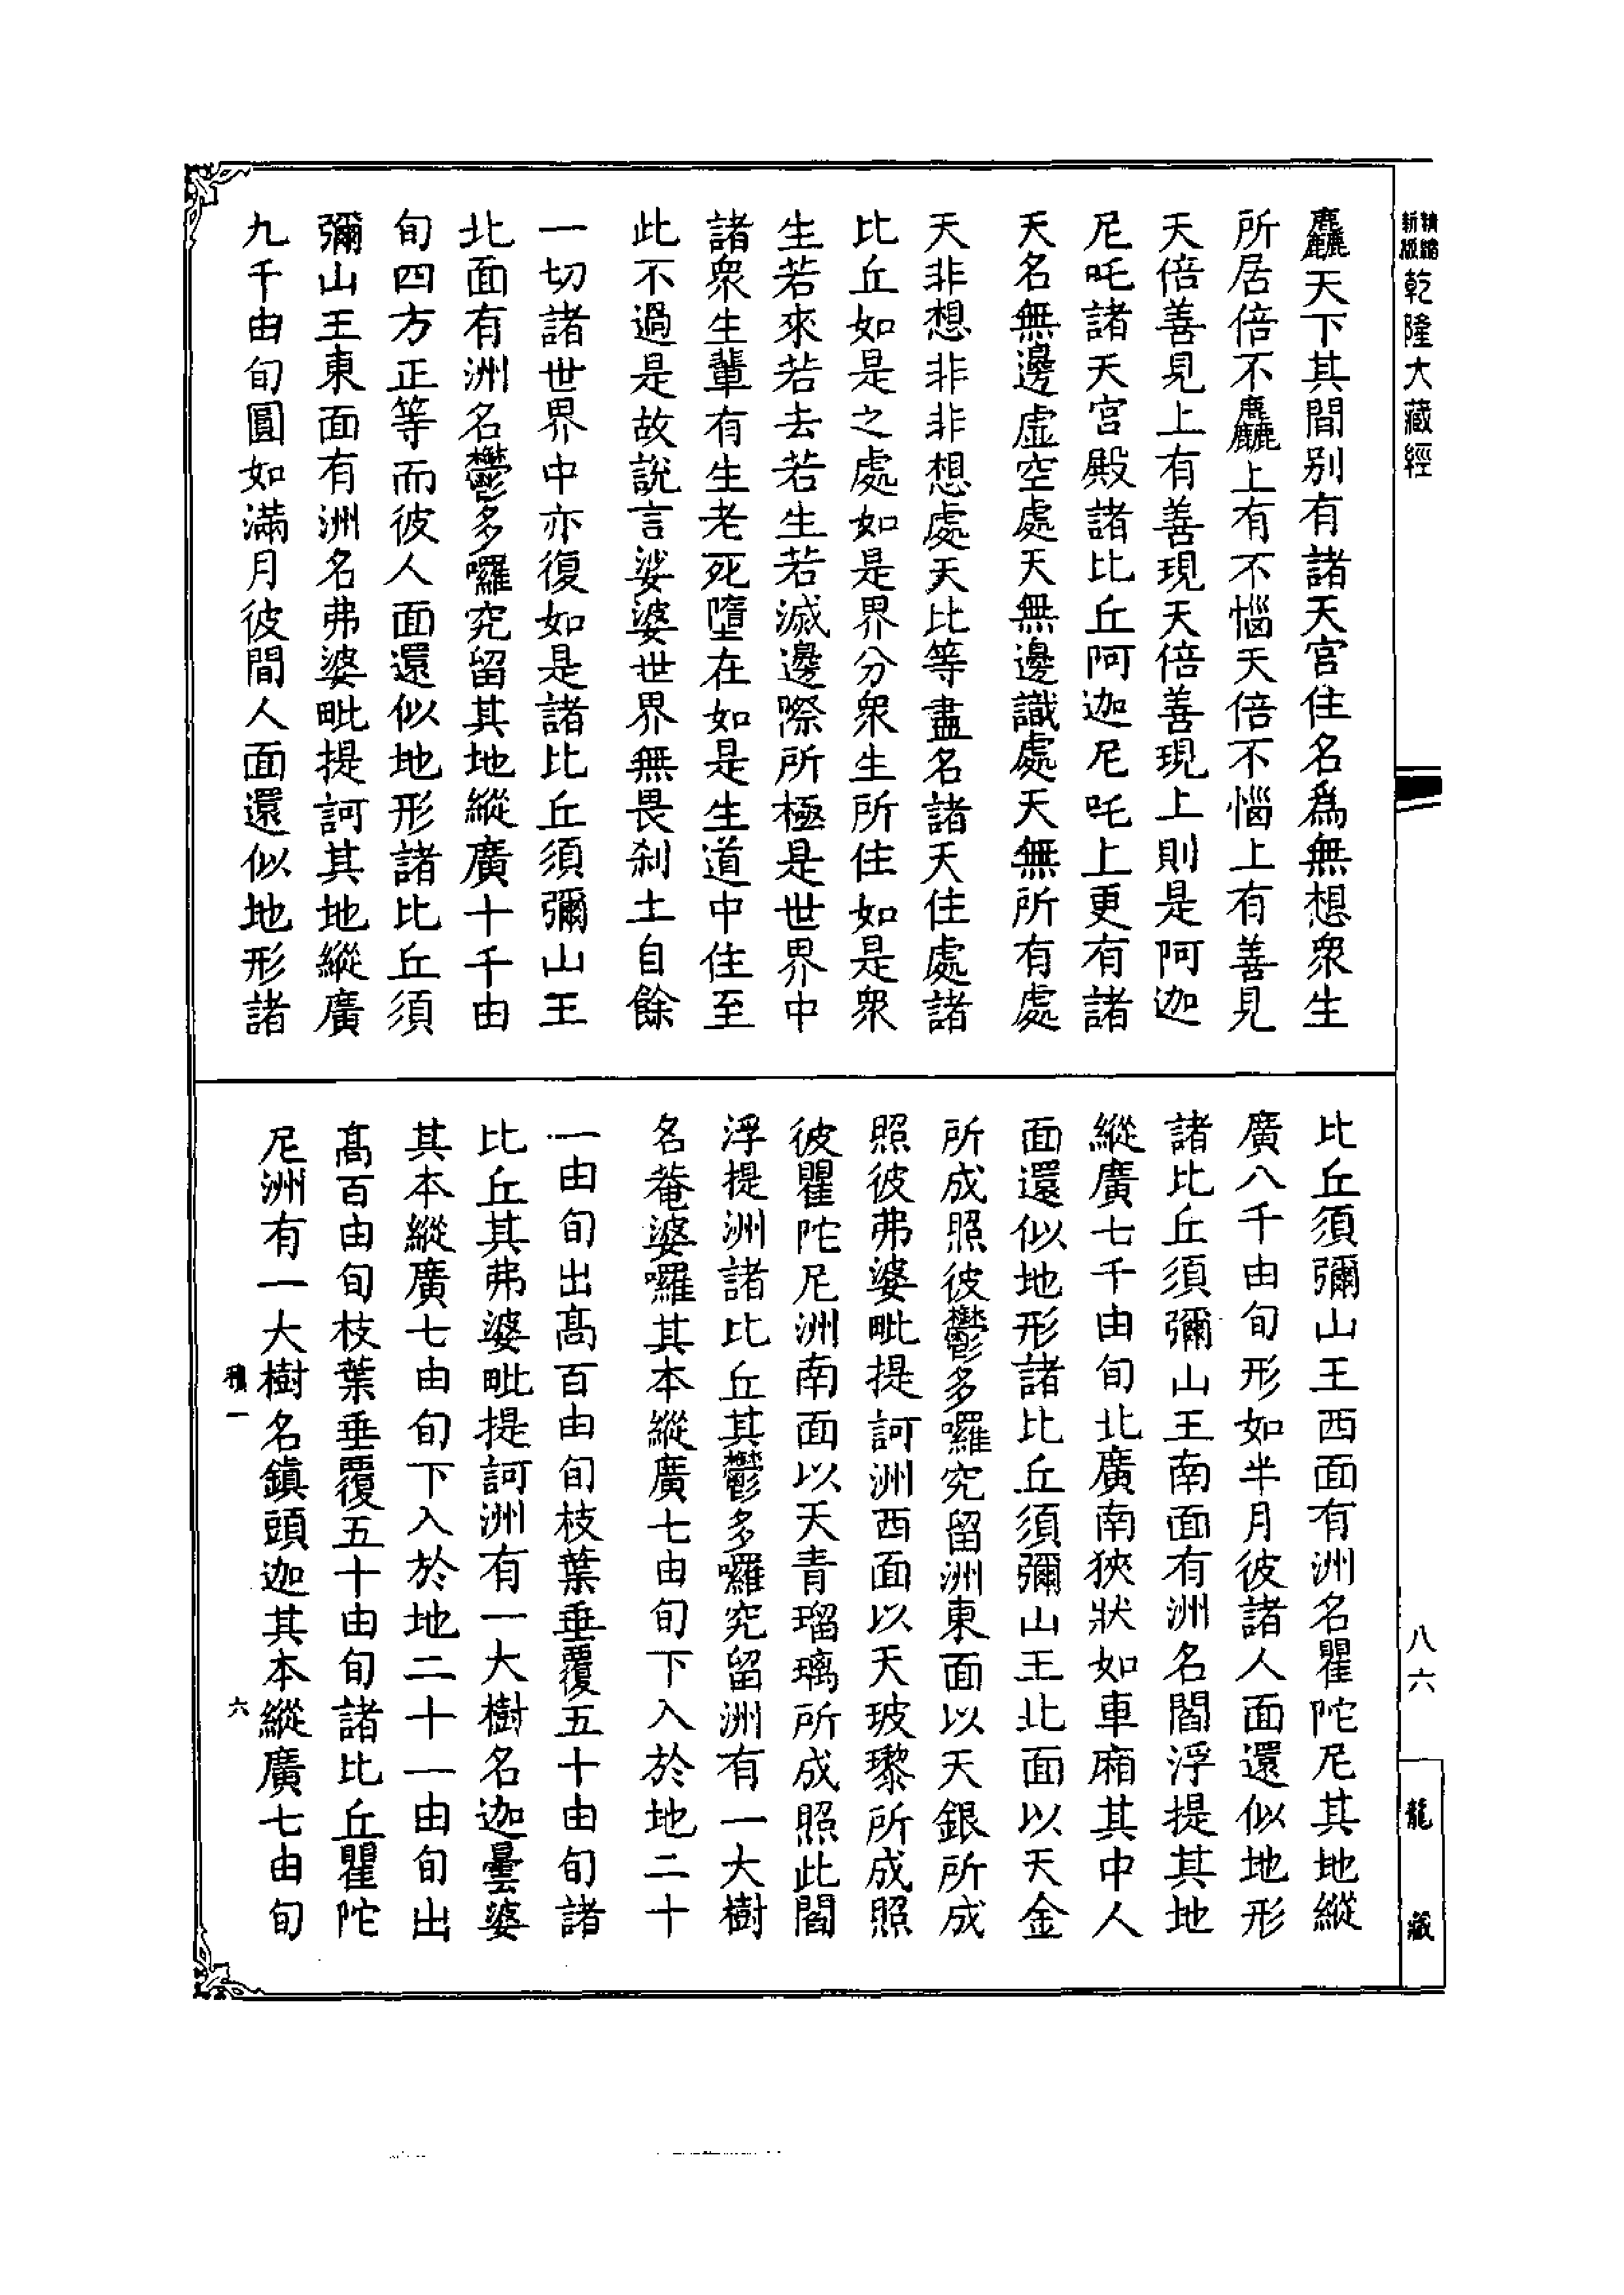 新版精縮乾隆大藏經
麤天下其間别有諸天宫住名爲無想衆生
所居倍不麤上有不惱天倍不惱上有善見
天倍善見上有善現天倍善現上則是阿迦
尼吒諸天宫殿諸比丘阿迦尼吒上更有諸
天名無邊虛空處天無邊識處天無所有處
天非想非非想處天比等盡名諸天住處諸
比丘如是之處如是界分衆生所住如是衆
生若來若去若生若滅邊際所極是世界中
諸衆生輩有生老死墮在如是生道中住至
此不過是故說言娑婆世界無畏刹土自餘
一切諸世界中亦復如是諸比丘須彌山王
北面有洲名鬱多囉究留其地縱廣十千由
旬四方正等而彼人面還似地形諸比丘須
彌山王東面有洲名弗婆毗提訶其地縱廣
九千由旬圓如滿月彼間人面還似地形諸
比丘須彌山王西面有洲名瞿陀尼其地縱
廣八千由旬形如半月彼諸人面還似地形
諸比丘須彌山王南面有洲名閻浮提其地
縱廣七千由旬北廣南狹狀如車廂其中人
面還似地形諸比丘須彌山王北面以天金
所成照彼鬱多囉究留洲東面以天銀所成
照彼弗婆毗提訶洲西面以天玻瓈所成照
彼瞿陀尼洲南面以天青瑠璃所成照此閻
浮提洲諸比丘其鬱多囉究留洲有一大樹
名菴婆囉其本縱廣七由旬下入於地二十
一由旬出髙百由旬枝葉垂覆五十由旬諸
比丘其弗婆毗提訶洲有一大樹名迦曇婆
其本縱廣七由旬下入於地二十一由旬出
髙百由旬枝葉垂覆五十由旬諸比丘瞿陀
尼洲有一大樹名鎮頭迦其本縱廣七由旬
八六
龍藏
積一
六